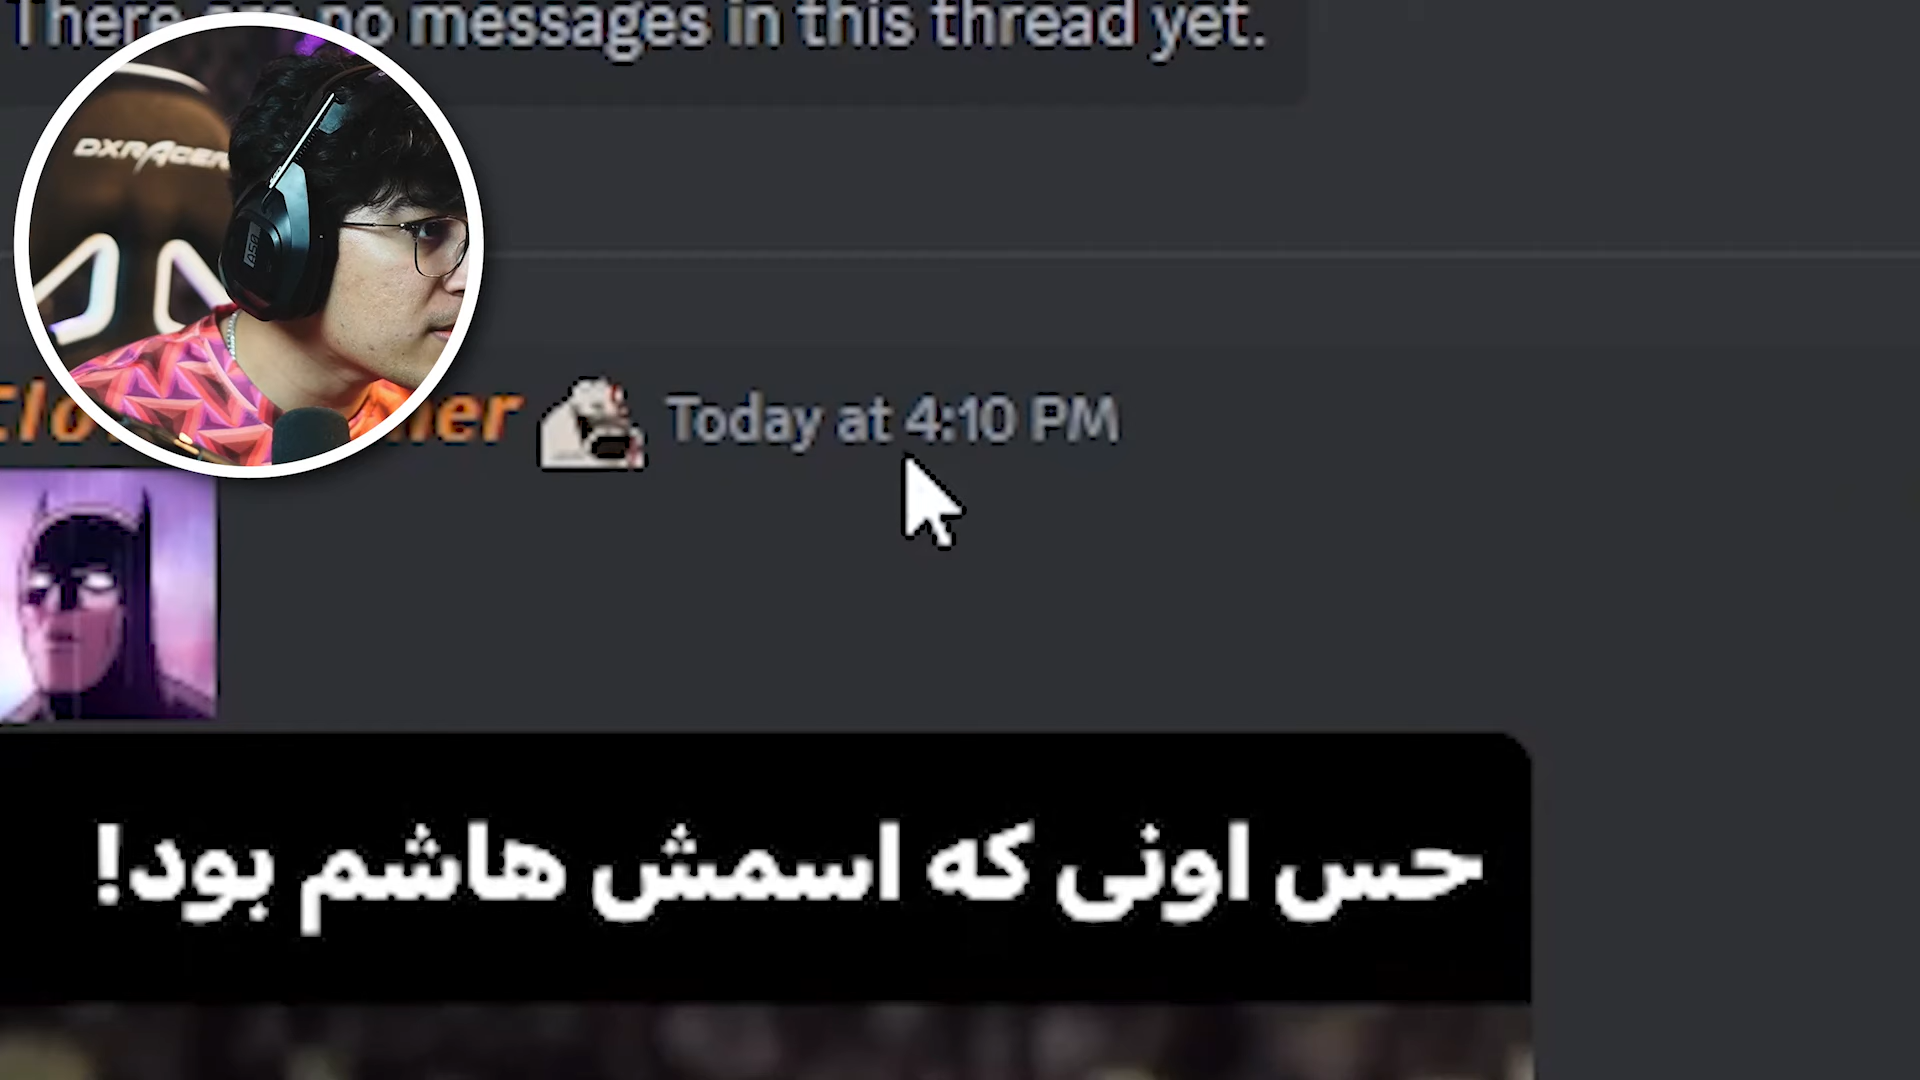 There are no messages in this thread yet.
DXRACER
Today at 4:10 PM
حس اونی که اسمش هاشم بود!